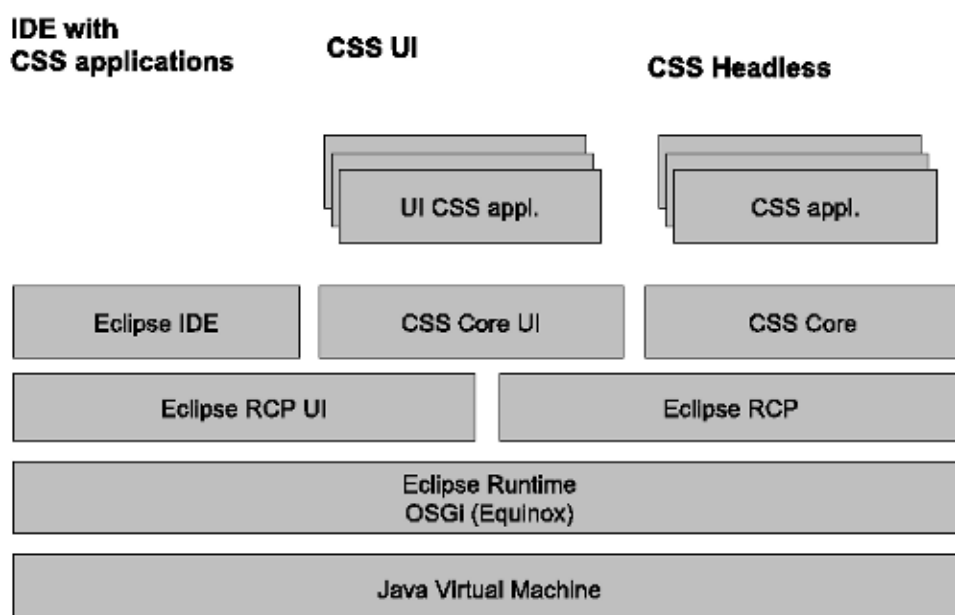 IDE with
CSS applications
CSS UI
CSS Headless
UI CSS appl.
CSS appl.
Eclipse IDE
CSS Core UI
CSS Core
Eclipse RCP UI
Eclipse RCP
Eclipse Runtime
OSGi (Equinox)
Java Virtual Machine